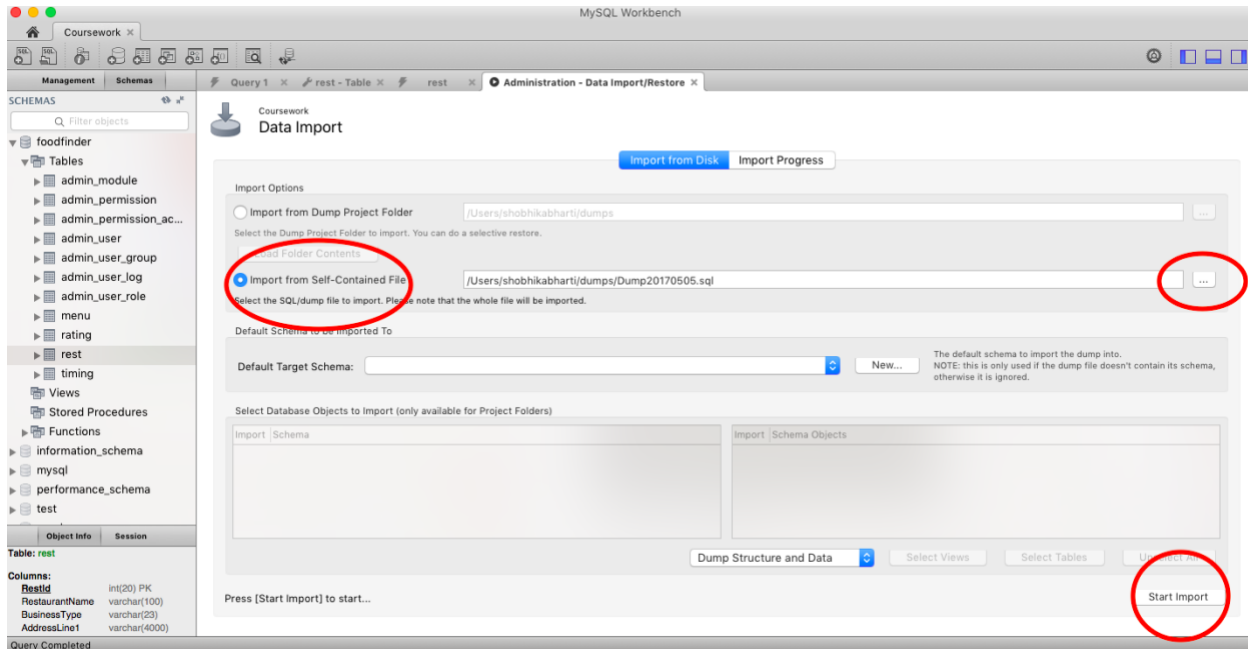 MySQL Workbench
Coursework
Management Schemas
Query 1 rest - Table rest Administration - Data Import/Restore
SCHEMAS
Filter objects
foodfinder
Tables
admin_module
admin_permission
admin_permission_ac...
admin_user
admin_user_group
admin_user_log
admin_user_role
menu
rating
rest
timing
Views
Stored Procedures
Functions
information_schema
mysql
performance_schema
test
Object Info Session
Table: rest
Columns:
RestId int(20) PK
RestaurantName varchar(100)
BusinessType varchar(23)
AddressLine1 varchar(4000)
Query Completed
Coursework
Data Import
Import from Disk Import Progress
Import Options
Import from Dump Project Folder /Users/shobhikabharti/dumps ...
Select the Dump Project Folder to import. You can do a selective restore.
Load Folder Contents
Import from Self-Contained File /Users/shobhikabharti/dumps/Dump20170505.sql ...
Select the SQL/dump file to import. Please note that the whole file will be imported.
Default Schema to be Imported To
Default Target Schema: New...
The default schema to import the dump into.
NOTE: this is only used if the dump file doesn't contain its schema,
otherwise it is ignored.
Select Database Objects to Import (only available for Project Folders)
Import Schema Import Schema Objects
Dump Structure and Data Select Views Select Tables Unselect All
Press [Start Import] to start... Start Import